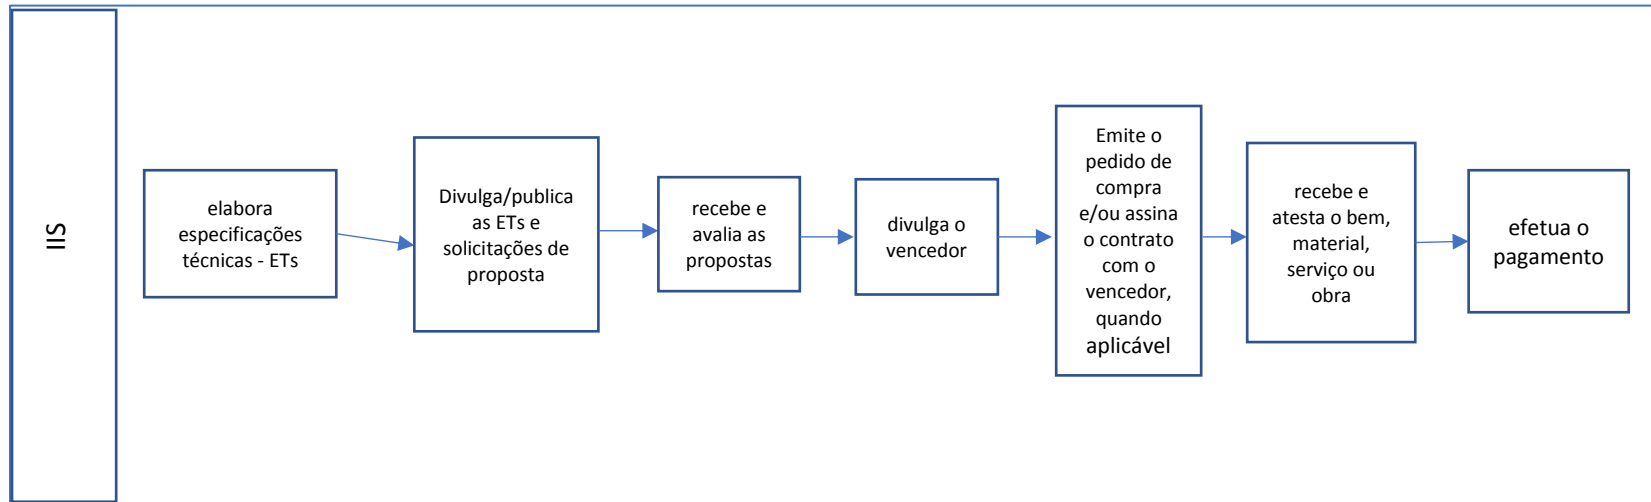 IIS
elabora
especificações
técnicas - ETs
Divulga/publica
as ETs e
solicitações de
proposta
recebe e
avalia as
propostas
divulga o
vencedor
Emite o
pedido de
compra
e/ou assina
o contrato
com o
vencedor,
quando
aplicável
recebe e
atesta o bem,
material,
serviço ou
obra
efetua o
pagamento